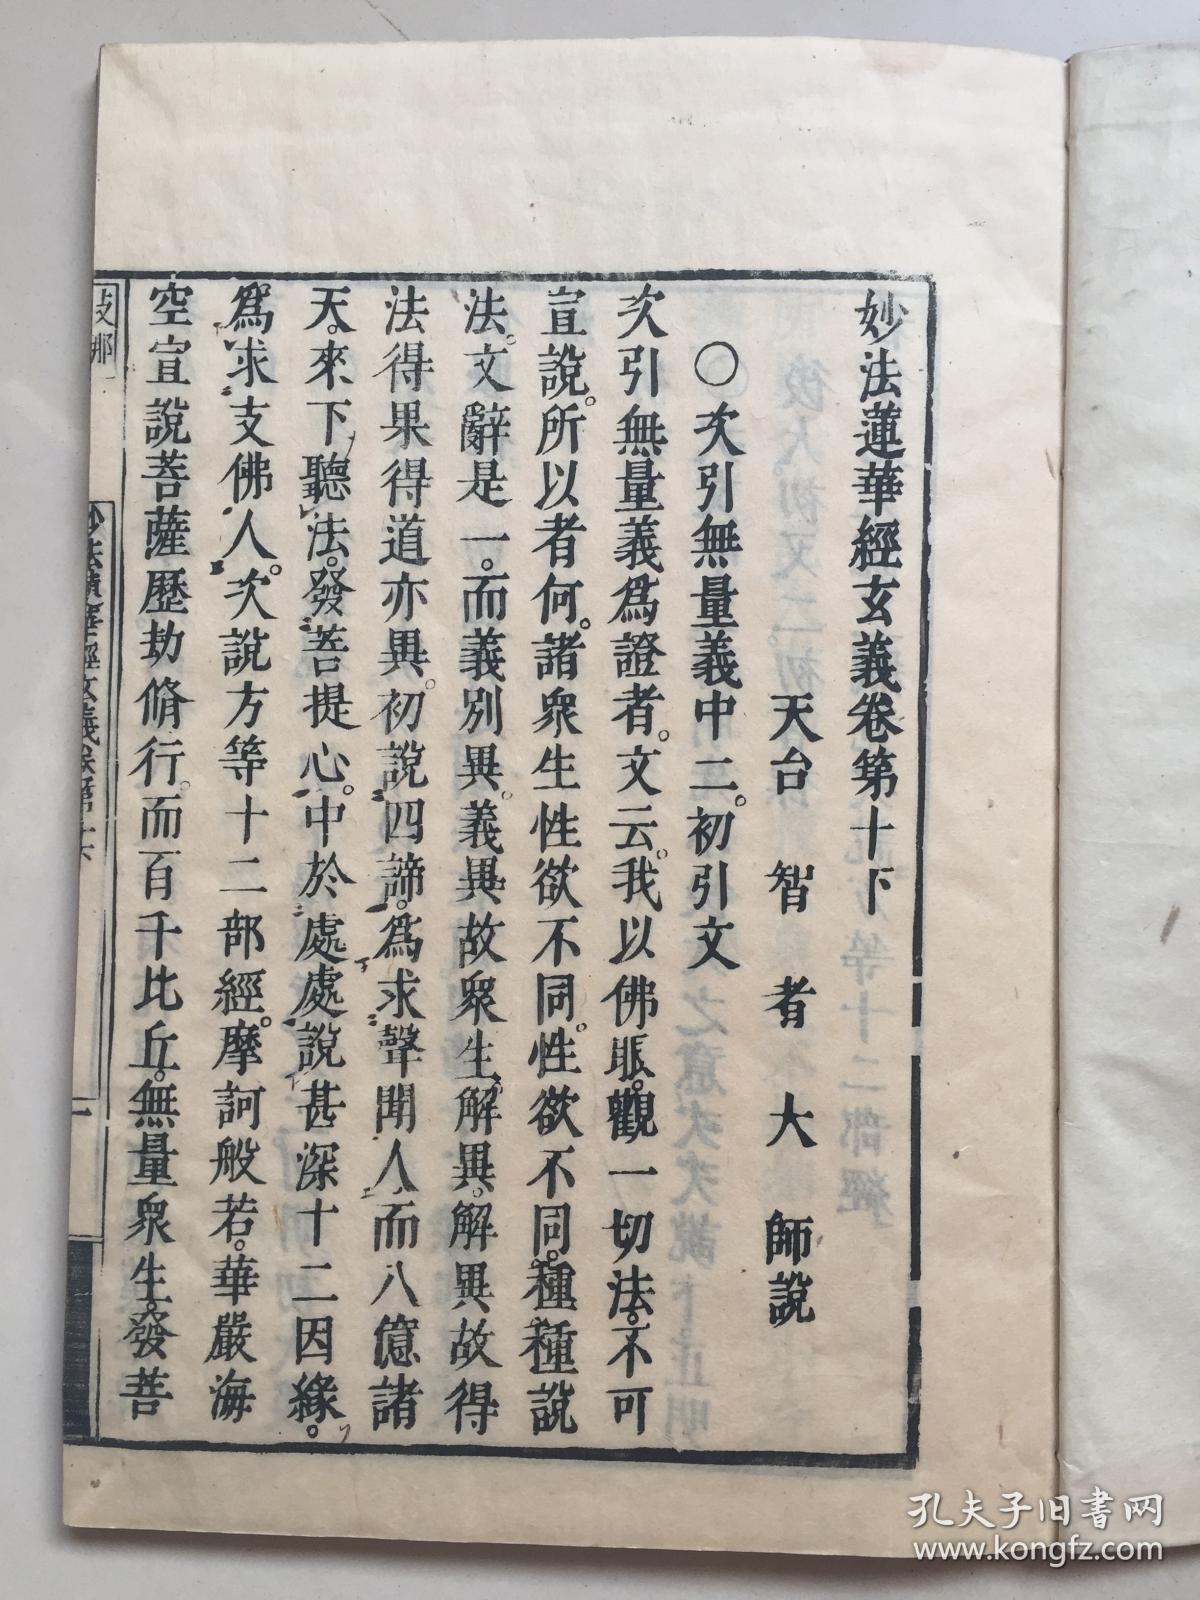 妙法蓮華經玄義卷第十下
天台智者大師說
○次引無量義中二。初引文
次引無量義為證者。文云。我以佛眼。觀一切法。不可
宣說。所以者何。諸眾生性欲不同。性欲不同。種種說
法。文辭是一。而義別異。義異故眾生解異。解異故得
法得果得道亦異。初說四諦。為求聲聞人。而八億諸
天。來下聽法。發菩提心。中於處處說甚深十二因緣。
為求支佛人。次說方等十二部經。摩訶般若。華嚴海
空宣說菩薩歷劫脩行。而百千比丘。無量眾生。發菩
妙法蓮華經玄義卷第十六
一
孔夫子旧书网
www.kongfz.com